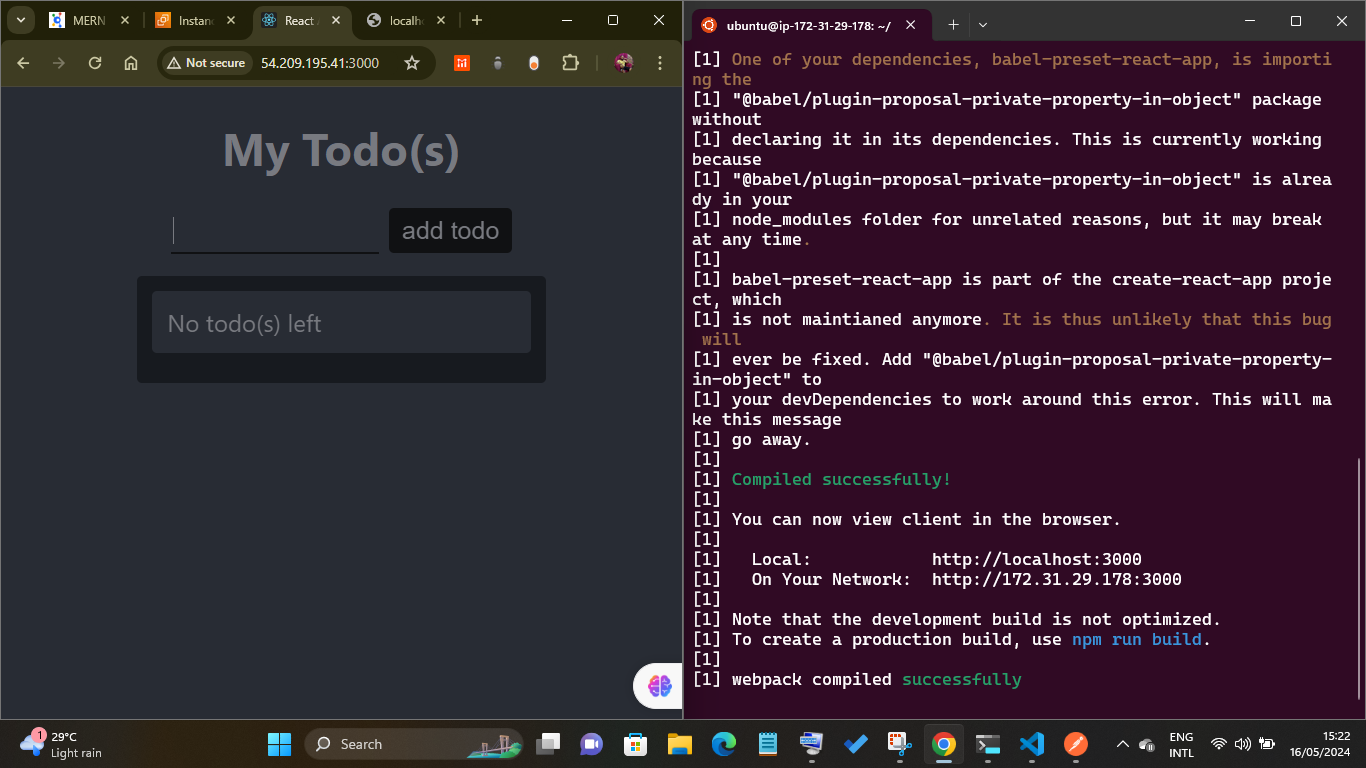 MERN
Instan
React
localh
Not secure
54.209.195.41:3000
My Todo(s)
add todo
No todo(s) left
ubuntu@ip-172-31-29-178: ~/
[1] One of your dependencies, babel-preset-react-app, is importi
ng the
[1] "@babel/plugin-proposal-private-property-in-object" package
without
[1] declaring it in its dependencies. This is currently working
because
[1] "@babel/plugin-proposal-private-property-in-object" is alrea
dy in your
[1] node_modules folder for unrelated reasons, but it may break
at any time.
[1]
[1] babel-preset-react-app is part of the create-react-app proje
ct, which
[1] is not maintianed anymore. It is thus unlikely that this bug
will
[1] ever be fixed. Add "@babel/plugin-proposal-private-property-
in-object" to
[1] your devDependencies to work around this error. This will ma
ke this message
[1] go away.
[1]
[1] Compiled successfully!
[1]
[1] You can now view client in the browser.
[1]
[1]   Local:            http://localhost:3000
[1]   On Your Network:  http://172.31.29.178:3000
[1]
[1] Note that the development build is not optimized.
[1] To create a production build, use npm run build.
[1]
[1] webpack compiled successfully
1
29°C
Light rain
Search
ENG
INTL
15:22
16/05/2024